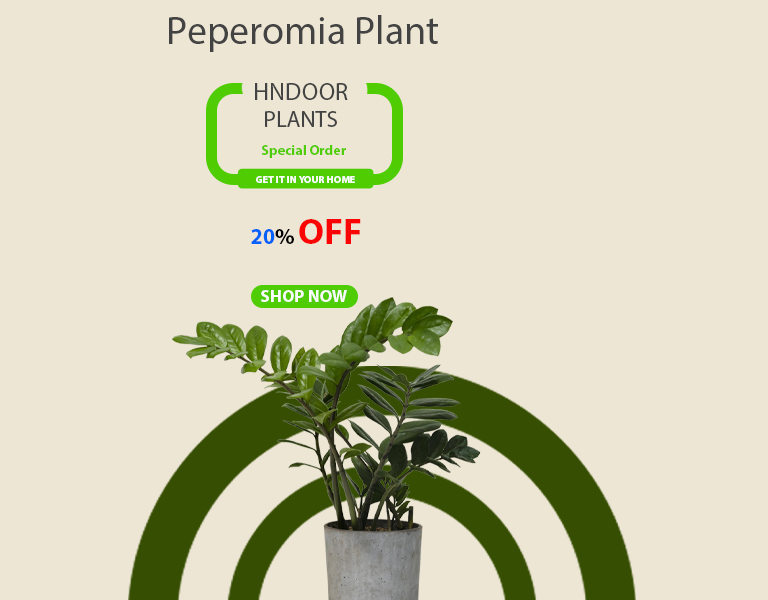 Peperomia Plant
HNDOOR
PLANTS
Special Order
GET IT IN YOUR HOME
20% OFF
SHOP NOW